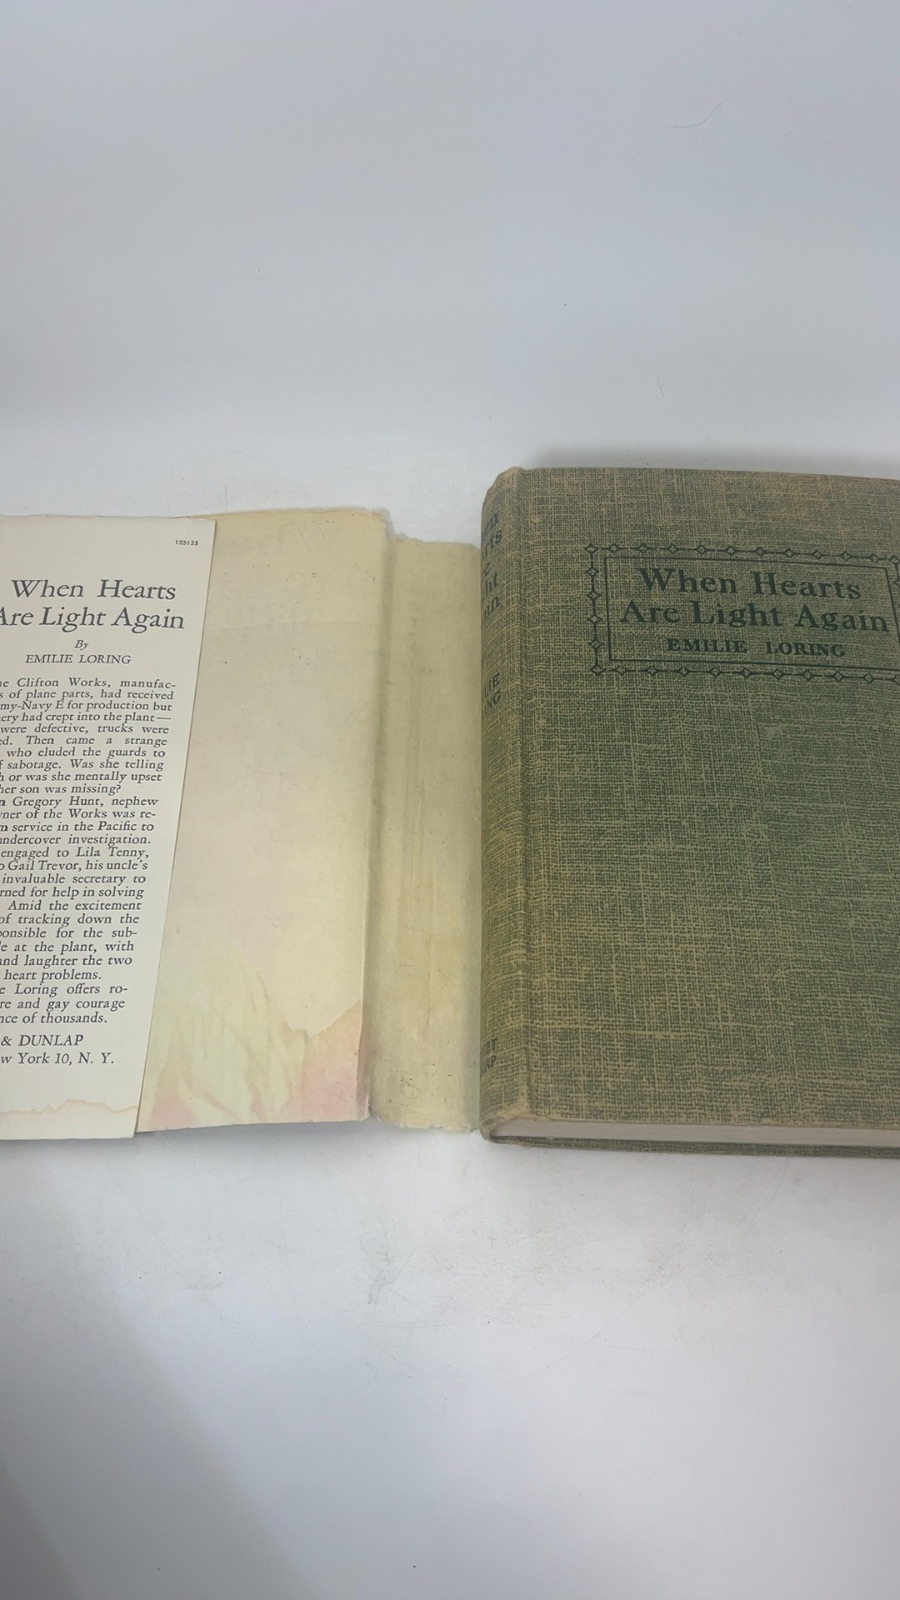 125123
When Hearts
Are Light Again
By
EMILIE LORING
Clifton Works, manufac-
of plane parts, had received
my-Navy E for production but
ery had crept into the plant—
were defective, trucks were
ed. Then came a strange
who eluded the guards to
f sabotage. Was she telling
h or was she mentally upset
her son was missing?
n Gregory Hunt, nephew
ner of the Works was re-
m service in the Pacific to
undercover investigation.
engaged to Lila Tenny,
o Gail Trevor, his uncle's
invaluable secretary to
rned for help in solving
Amid the excitement
of tracking down the
ponsible for the sub-
le at the plant, with
and laughter the two
heart problems.
e Loring offers ro-
re and gay courage
nce of thousands.
& DUNLAP
w York 10, N. Y.
When Hearts
Are Light Again
EMILIE LORING